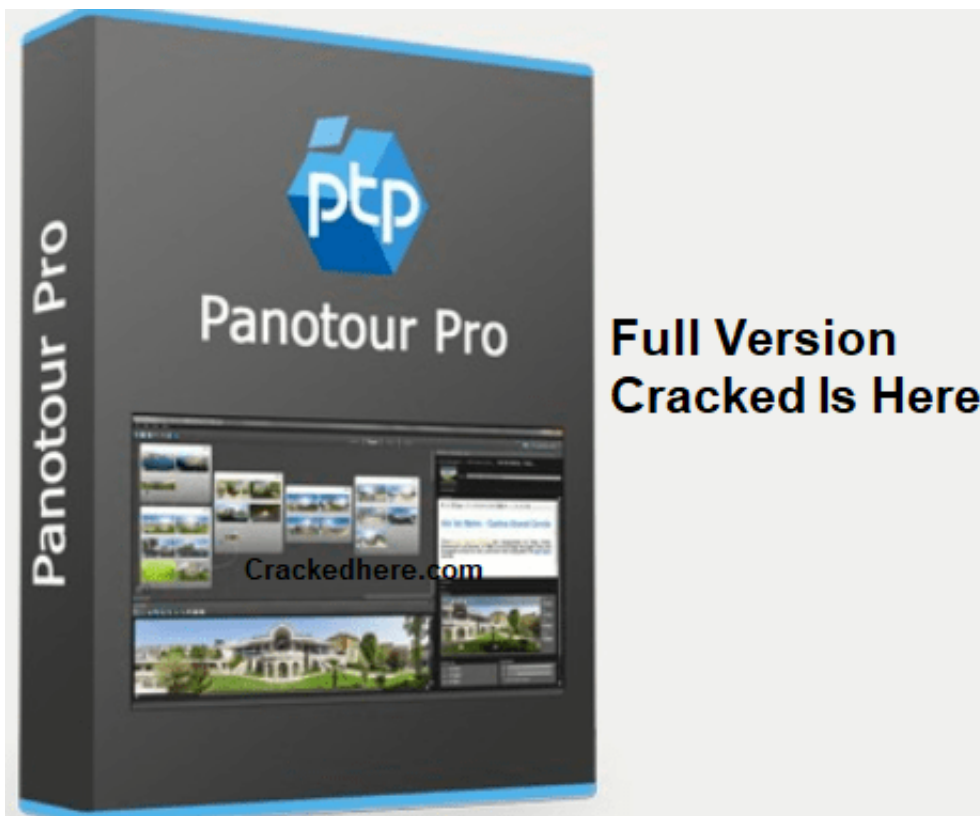 ptp
Panotour Pro
Panotour Pro
Full Version
Cracked Is Here
Crackedhere.com